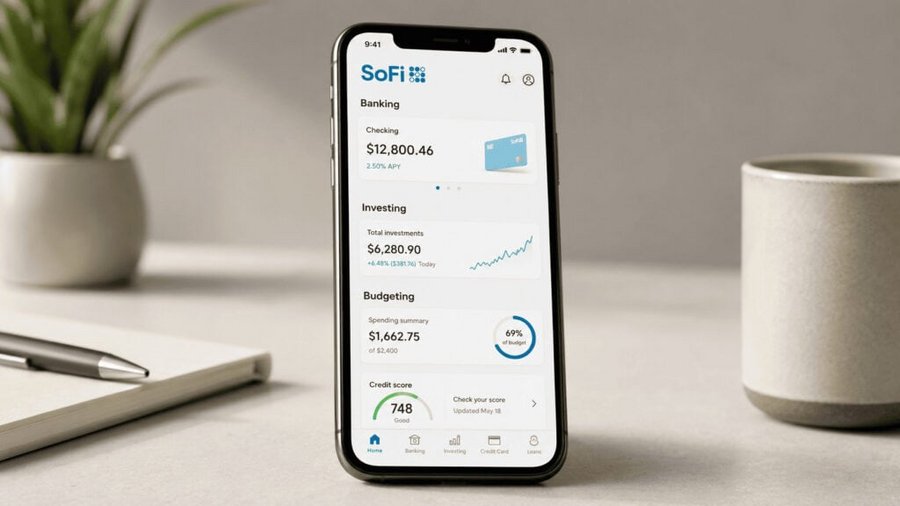 9:41
SoFi
Banking
Checking
$12,800.46
2.50% APY
SoFi
Investing
Total investments
$6,280.90
+6.48% ($381.76) Today
Budgeting
Spending summary
$1,662.75
of $2,400
69%
of budget
Credit score
748
Good
Check your score
Updated May 18
Home
Banking
Investing
Credit Card
Loans